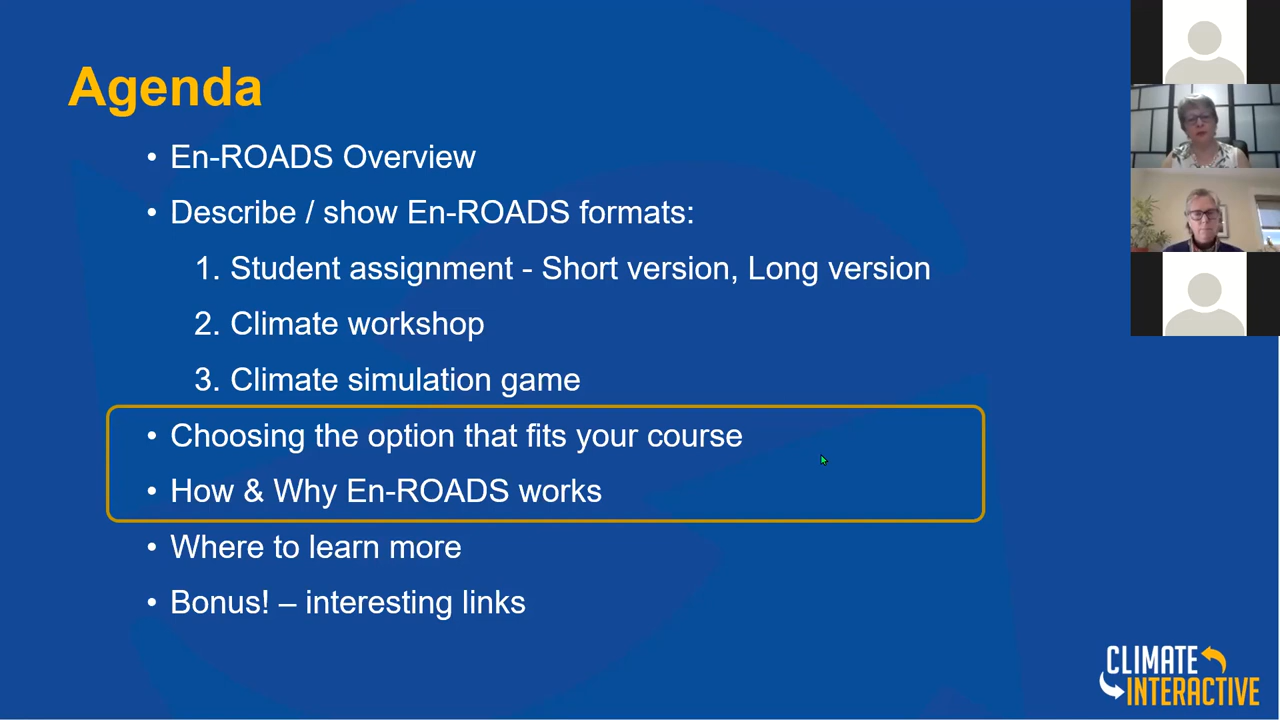 Agenda
• En-ROADS Overview
• Describe / show En-ROADS formats:
1. Student assignment - Short version, Long version
2. Climate workshop
3. Climate simulation game
• Choosing the option that fits your course
• How & Why En-ROADS works
• Where to learn more
• Bonus! – interesting links
CLIMATE
INTERACTIVE